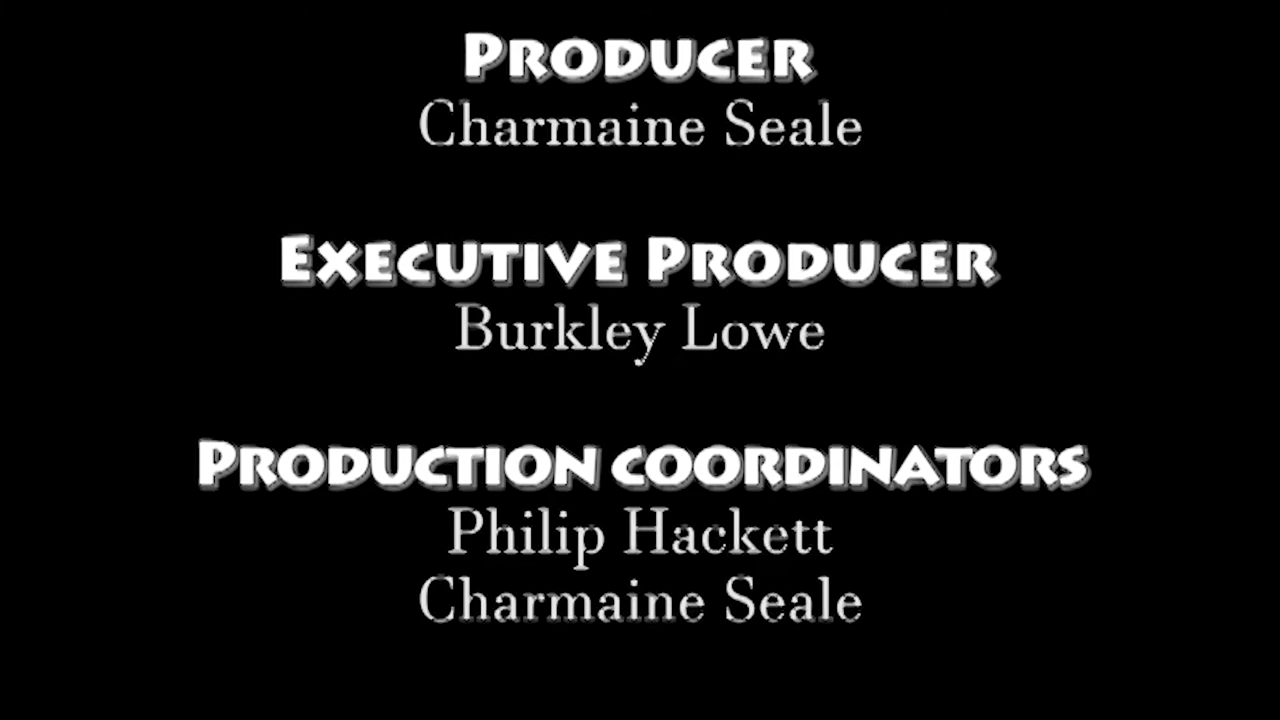 Producer
Charmaine Seale
Executive Producer
Burkley Lowe
Production coordinators
Philip Hackett
Charmaine Seale